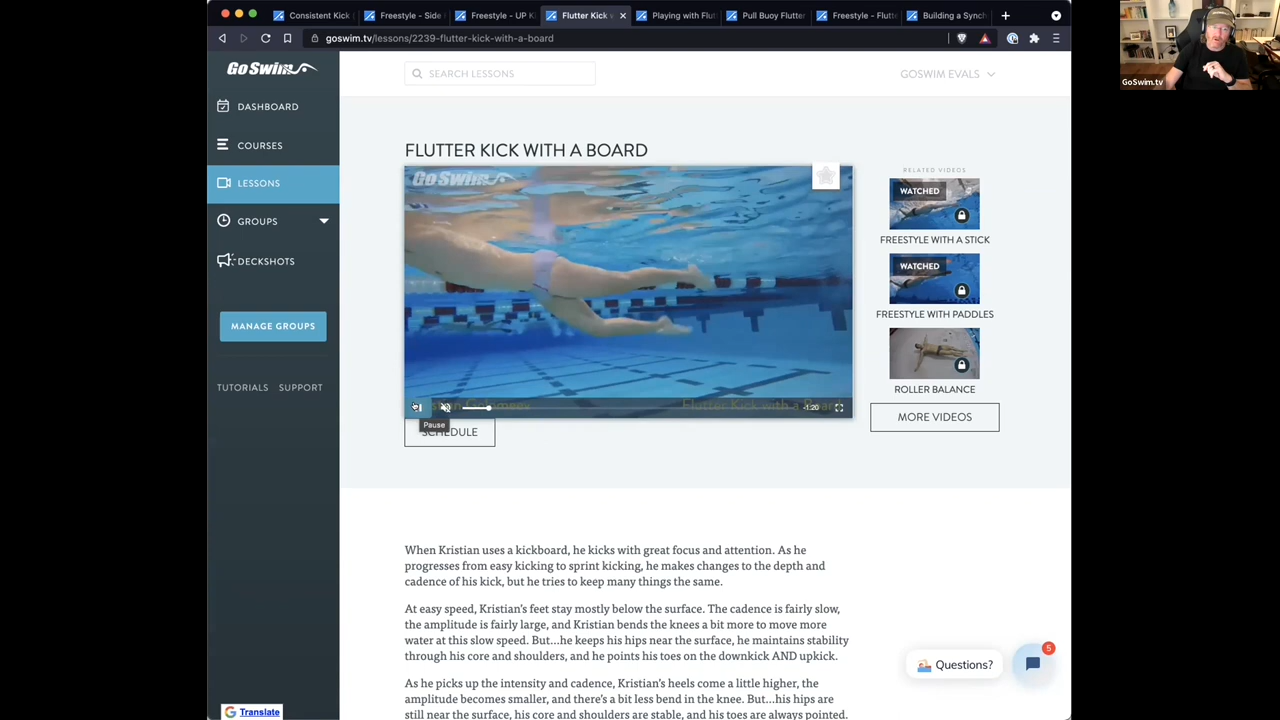 Consistent Kick
Freestyle - Side
Freestyle - UP K
Flutter Kick
Playing with Flut
Pull Buoy Flutter
Freestyle - Flutte
Building a Synch
goswim.tv/lessons/2239-flutter-kick-with-a-board
GoSwim.tv
GoSwim
SEARCH LESSONS
GOSWIM EVALS
DASHBOARD
COURSES
LESSONS
GROUPS
DECKSHOTS
MANAGE GROUPS
TUTORIALS SUPPORT
FLUTTER KICK WITH A BOARD
GoSwim
Flutter Kick with a Board
-1:20
Pause
SCHEDULE
RELATED VIDEOS
WATCHED
FREESTYLE WITH A STICK
WATCHED
FREESTYLE WITH PADDLES
ROLLER BALANCE
MORE VIDEOS
When Kristian uses a kickboard, he kicks with great focus and attention. As he
progresses from easy kicking to sprint kicking, he makes changes to the depth and
cadence of his kick, but he tries to keep many things the same.
At easy speed, Kristian's feet stay mostly below the surface. The cadence is fairly slow,
the amplitude is fairly large, and Kristian bends the knees a bit more to move more
water at this slow speed. But...he keeps his hips near the surface, he maintains stability
through his core and shoulders, and he points his toes on the downkick AND upkick.
As he picks up the intensity and cadence, Kristian's heels come a little higher, the
amplitude becomes smaller, and there's a bit less bend in the knee. But...his hips are
still near the surface, his core and shoulders are stable, and his toes are always pointed.
Questions?
5
Translate